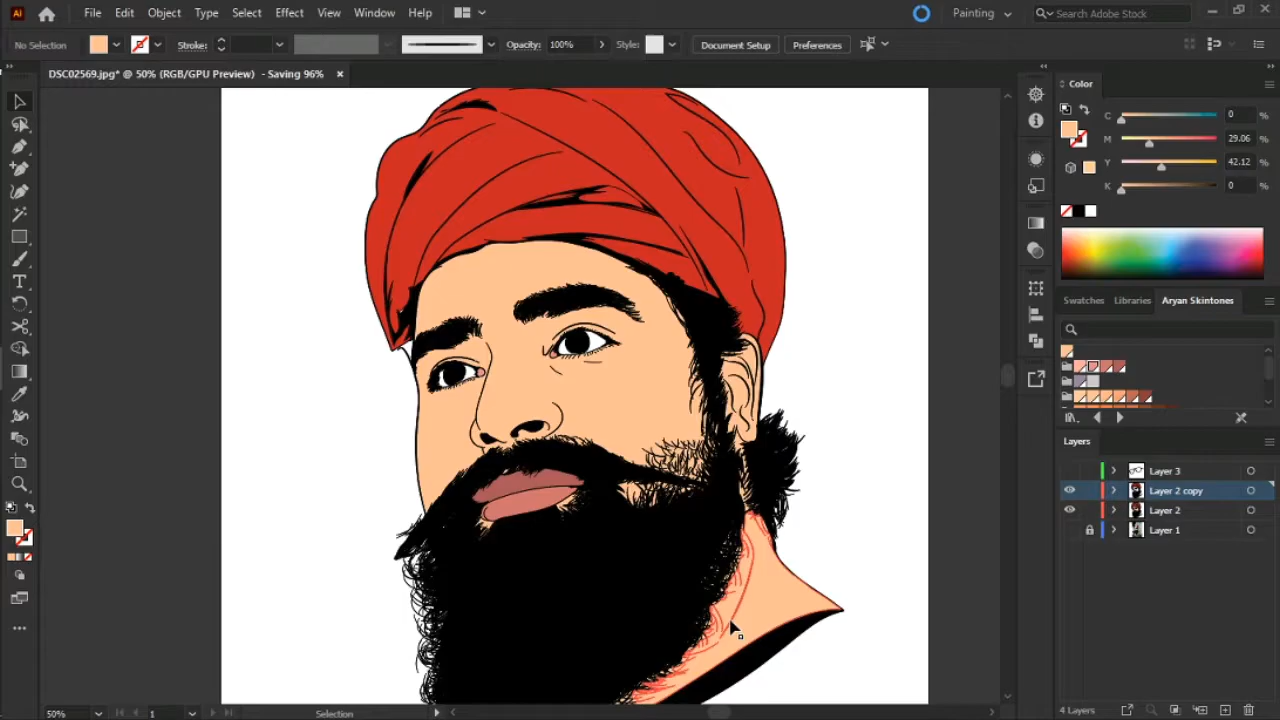 Ai File Edit Object Type Select Effect View Window Help Painting Search Adobe Stock
No Selection Stroke: Opacity: 100% Style: Document Setup Preferences
DSC02569.jpg* @ 50% (RGB/GPU Preview) - Saving 96% ×
Color
C 0 %
M 29.06 %
Y 42.12 %
K 0 %
Swatches Libraries Aryan Skintones
Layers
Layer 3
Layer 2 copy
Layer 2
Layer 1
50% 1 Selection 4 Layers